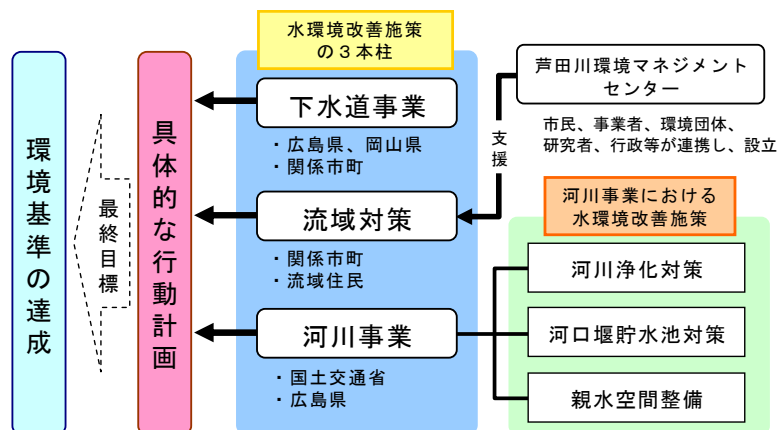 環境基準の達成
最終目標
具体的な行動計画
水環境改善施策
の３本柱
下水道事業
・広島県、岡山県
・関係市町
流域対策
・関係市町
・流域住民
河川事業
・国土交通省
・広島県
芦田川環境マネジメント
センター
市民、事業者、環境団体、
研究者、行政等が連携し、設立
支援
河川事業における
水環境改善施策
河川浄化対策
河口堰貯水池対策
親水空間整備